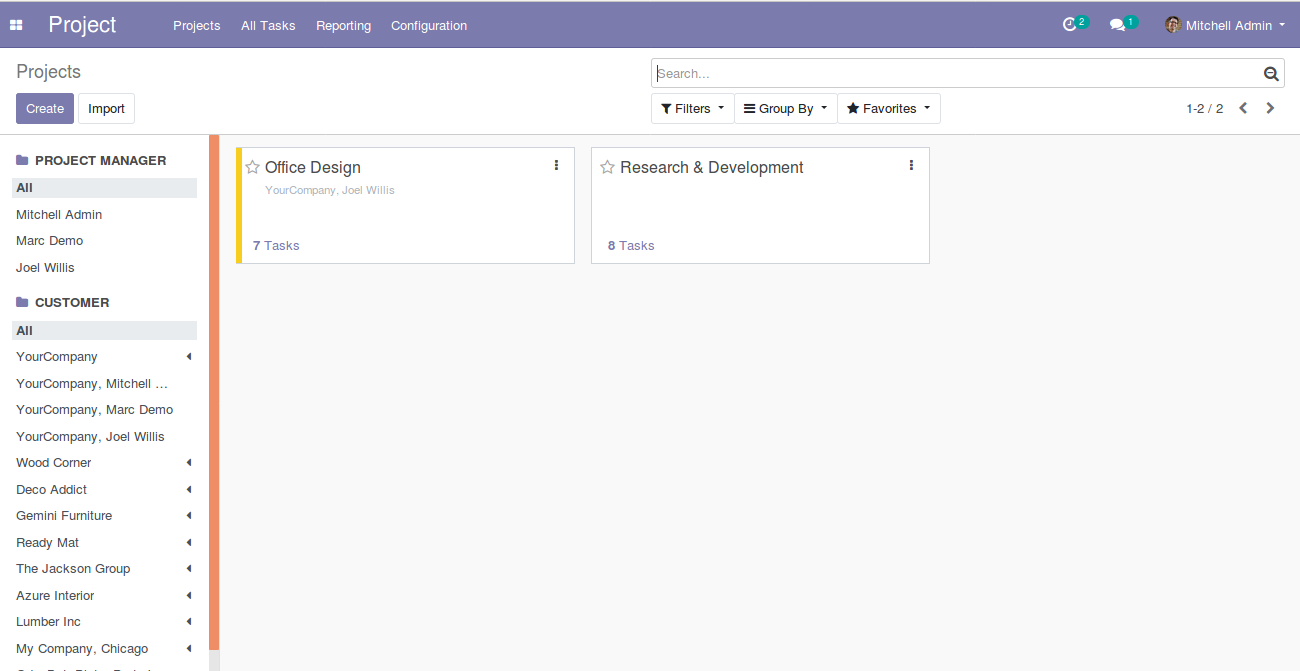 Project
Projects All Tasks Reporting Configuration
2
1
Mitchell Admin
Projects
Search...
Create Import
Filters Group By Favorites
1-2 / 2
PROJECT MANAGER
All
Mitchell Admin
Marc Demo
Joel Willis
CUSTOMER
All
YourCompany
YourCompany, Mitchell ...
YourCompany, Marc Demo
YourCompany, Joel Willis
Wood Corner
Deco Addict
Gemini Furniture
Ready Mat
The Jackson Group
Azure Interior
Lumber Inc
My Company, Chicago
Office Design
YourCompany, Joel Willis
7 Tasks
Research & Development
8 Tasks